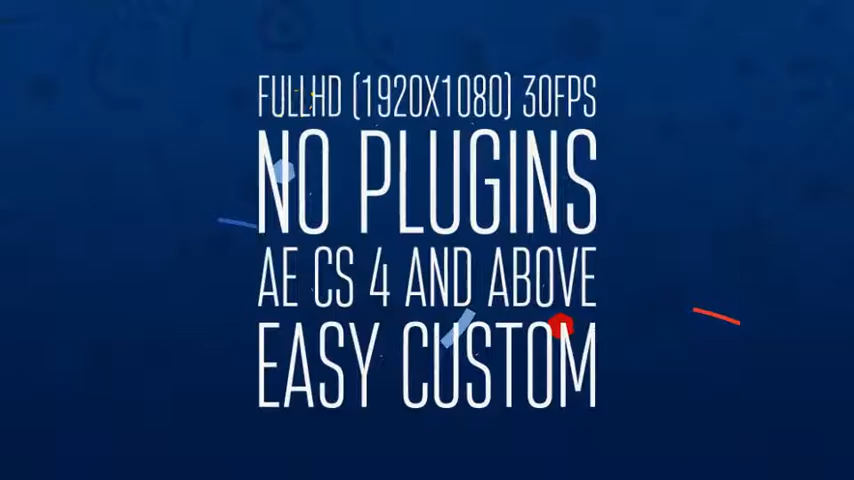 FULLHD (1920X1080) 30FPS
NO PLUGINS
AE CS 4 AND ABOVE
EASY CUSTOM